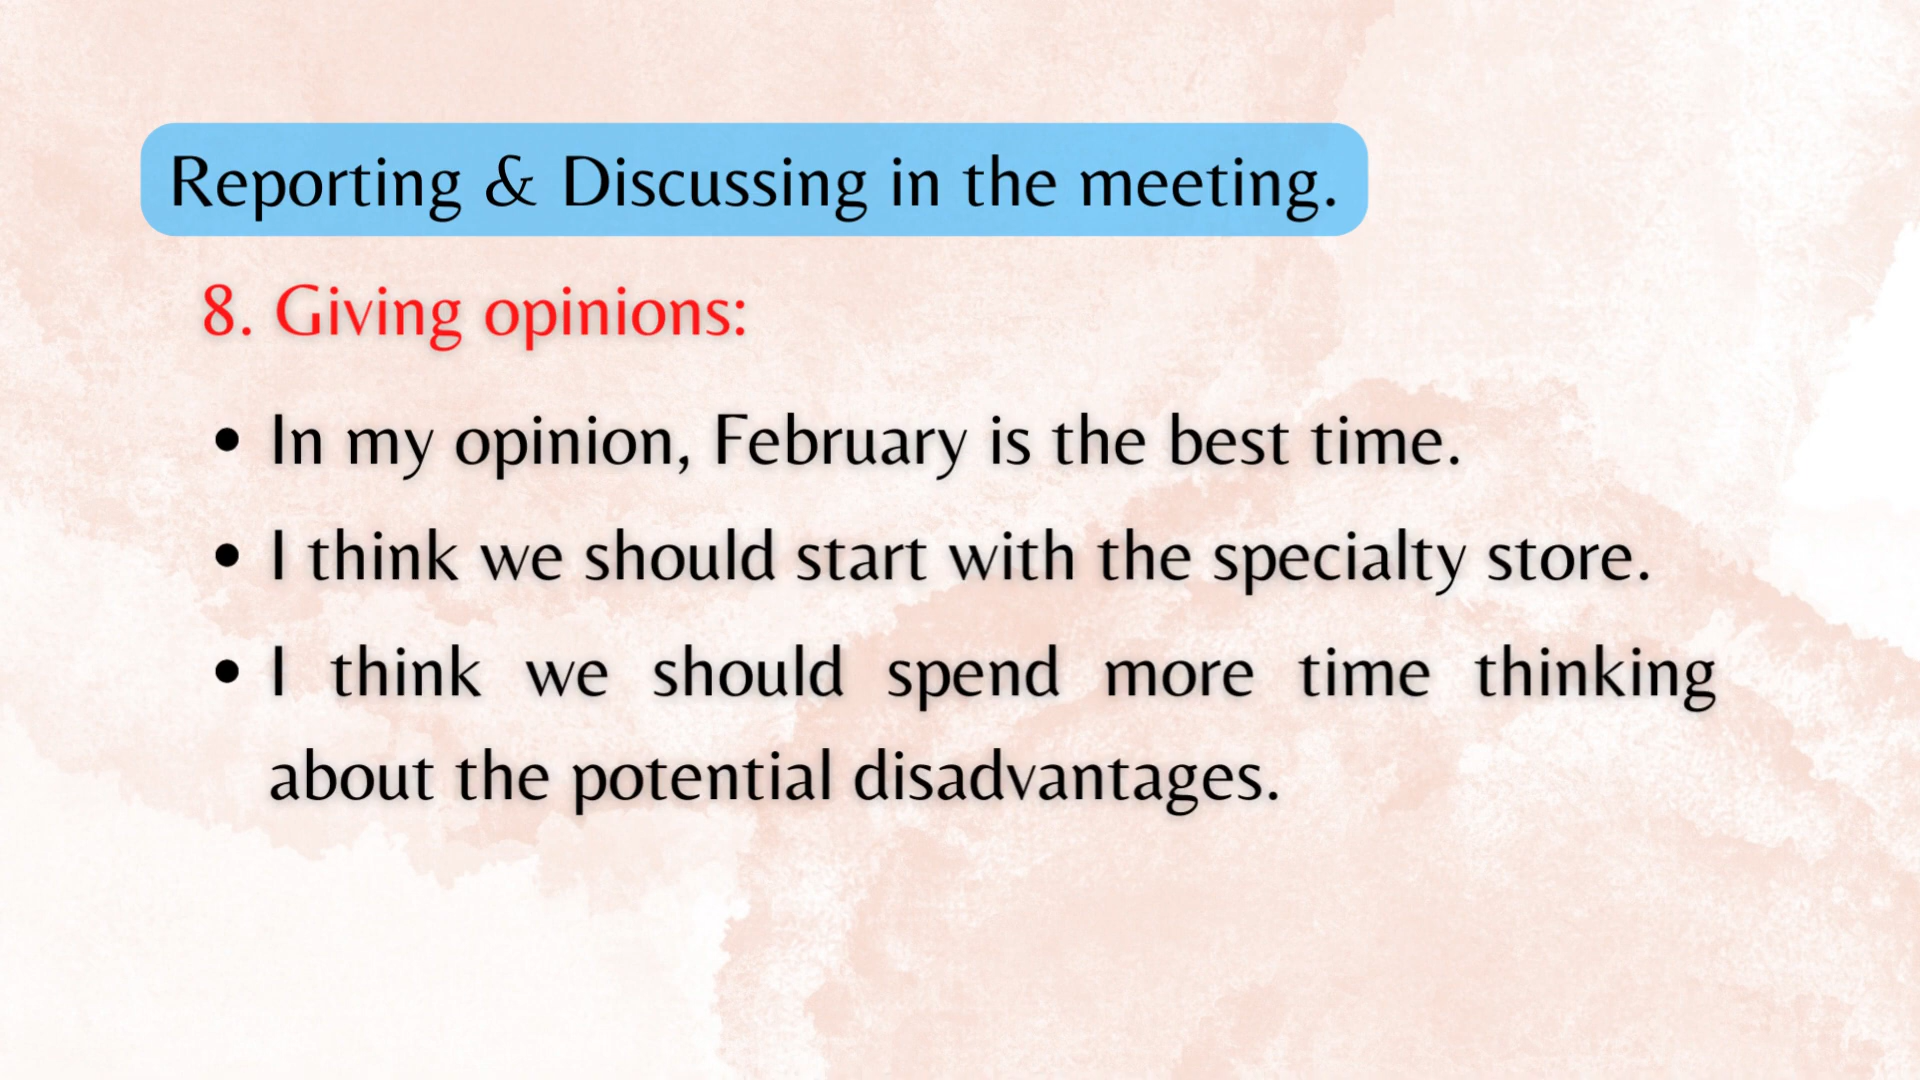 Reporting & Discussing in the meeting.
8. Giving opinions:
• In my opinion, February is the best time.
• I think we should start with the specialty store.
• I think we should spend more time thinking
about the potential disadvantages.